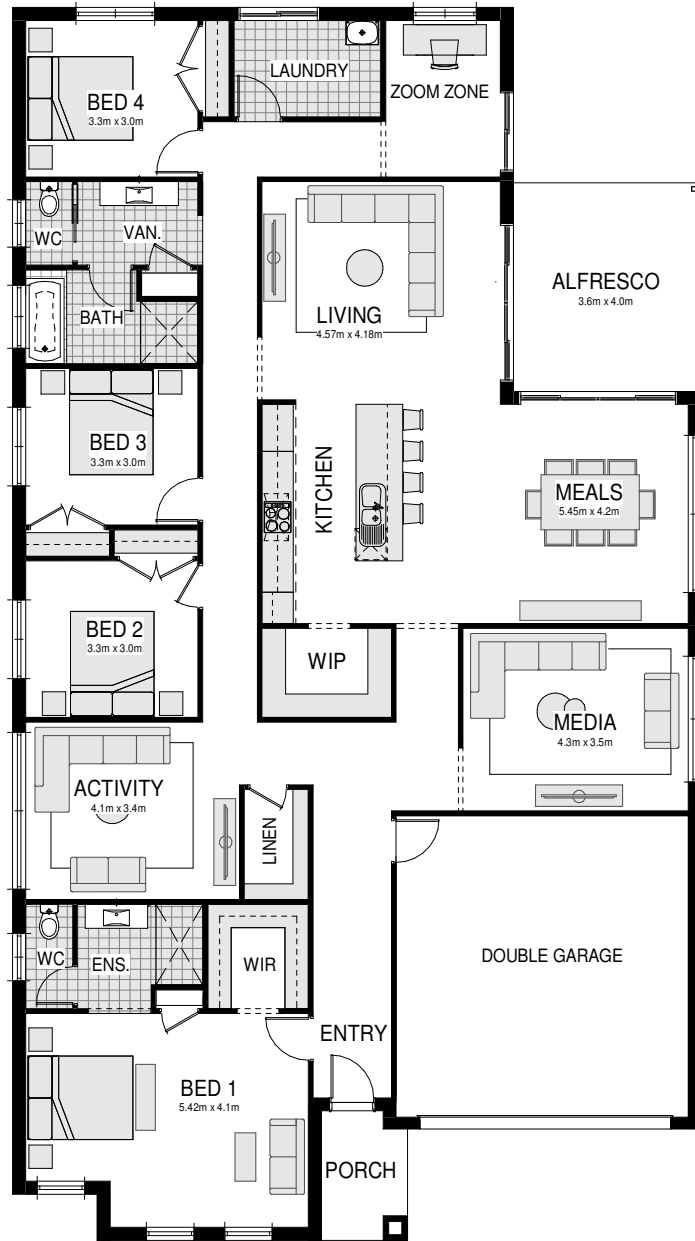 BED 4
3.3m x 3.0m
LAUNDRY
ZOOM ZONE
WC
VAN.
BATH
LIVING
4.57m x 4.18m
ALFRESCO
3.6m x 4.0m
BED 3
3.3m x 3.0m
KITCHEN
MEALS
5.45m x 4.2m
BED 2
3.3m x 3.0m
WIP
MEDIA
4.3m x 3.5m
ACTIVITY
4.1m x 3.4m
LINEN
WC
ENS.
WIR
DOUBLE GARAGE
ENTRY
BED 1
5.42m x 4.1m
PORCH